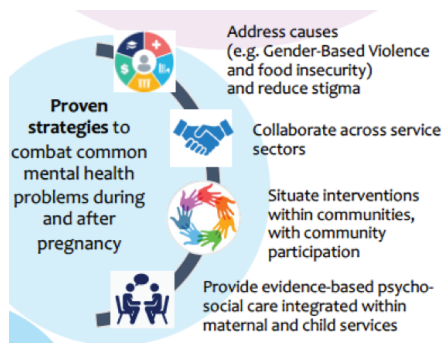 Proven
strategies to
combat common
mental health
problems during
and after
pregnancy
Address causes
(e.g. Gender-Based Violence
and food insecurity)
and reduce stigma
Collaborate across service
sectors
Situate interventions
within communities,
with community
participation
Provide evidence-based psycho-
social care integrated within
maternal and child services